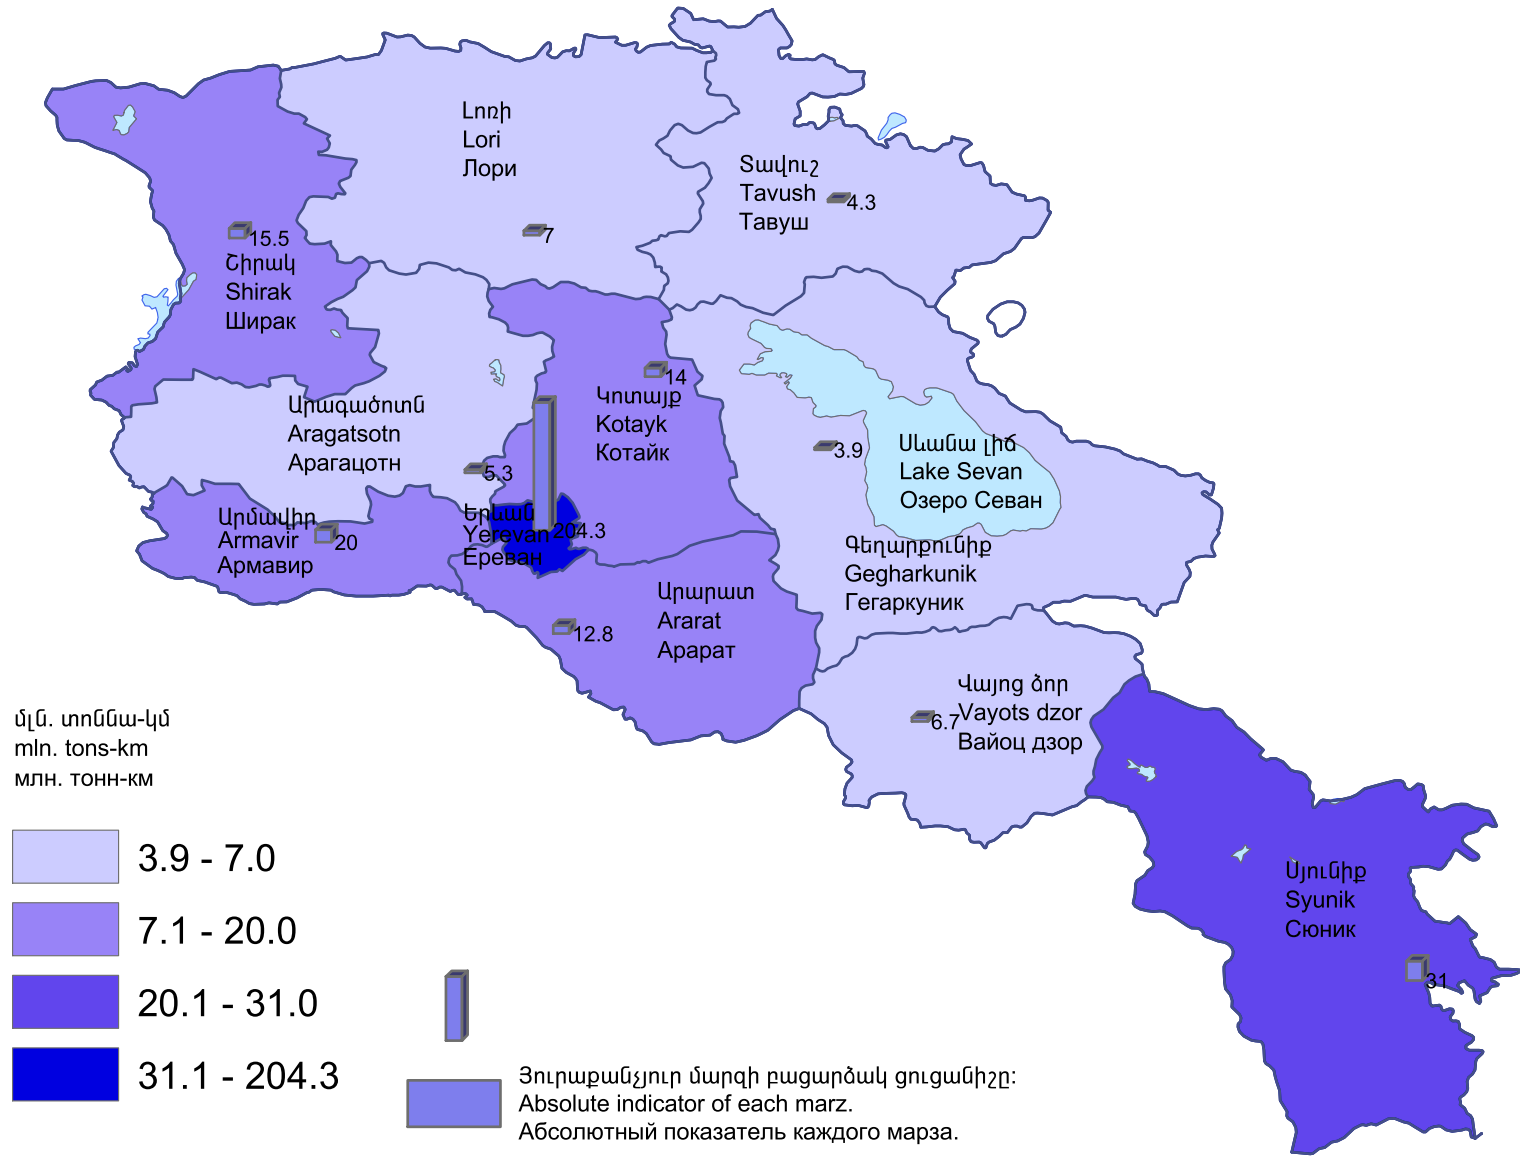 Լոռի
Lori
Лори
7
Տավուշ
Tavush
Тавуш
4.3
15.5
Շիրակ
Shirak
Ширак
14
Կոտայք
Kotayk
Котайк
Արագածոտն
Aragatsotn
Арагацотн
5.3
3.9
Սևանա լիճ
Lake Sevan
Озеро Севан
Արմավիր
Armavir
Армавир
20
Երևան
Yerevan
Ереван
204.3
Գեղարքունիք
Gegharkunik
Гегаркуник
Արարատ
Ararat
Арарат
12.8
Վայոց ձոր
Vayots dzor
Вайоц дзор
6.7
Սյունիք
Syunik
Сюник
31
մլն. տոննա-կմ
mln. tons-km
млн. тонн-км
3.9 - 7.0
7.1 - 20.0
20.1 - 31.0
31.1 - 204.3
Յուրաքանչյուր մարզի բացարձակ ցուցանիշը:
Absolute indicator of each marz.
Абсолютный показатель каждого марза.